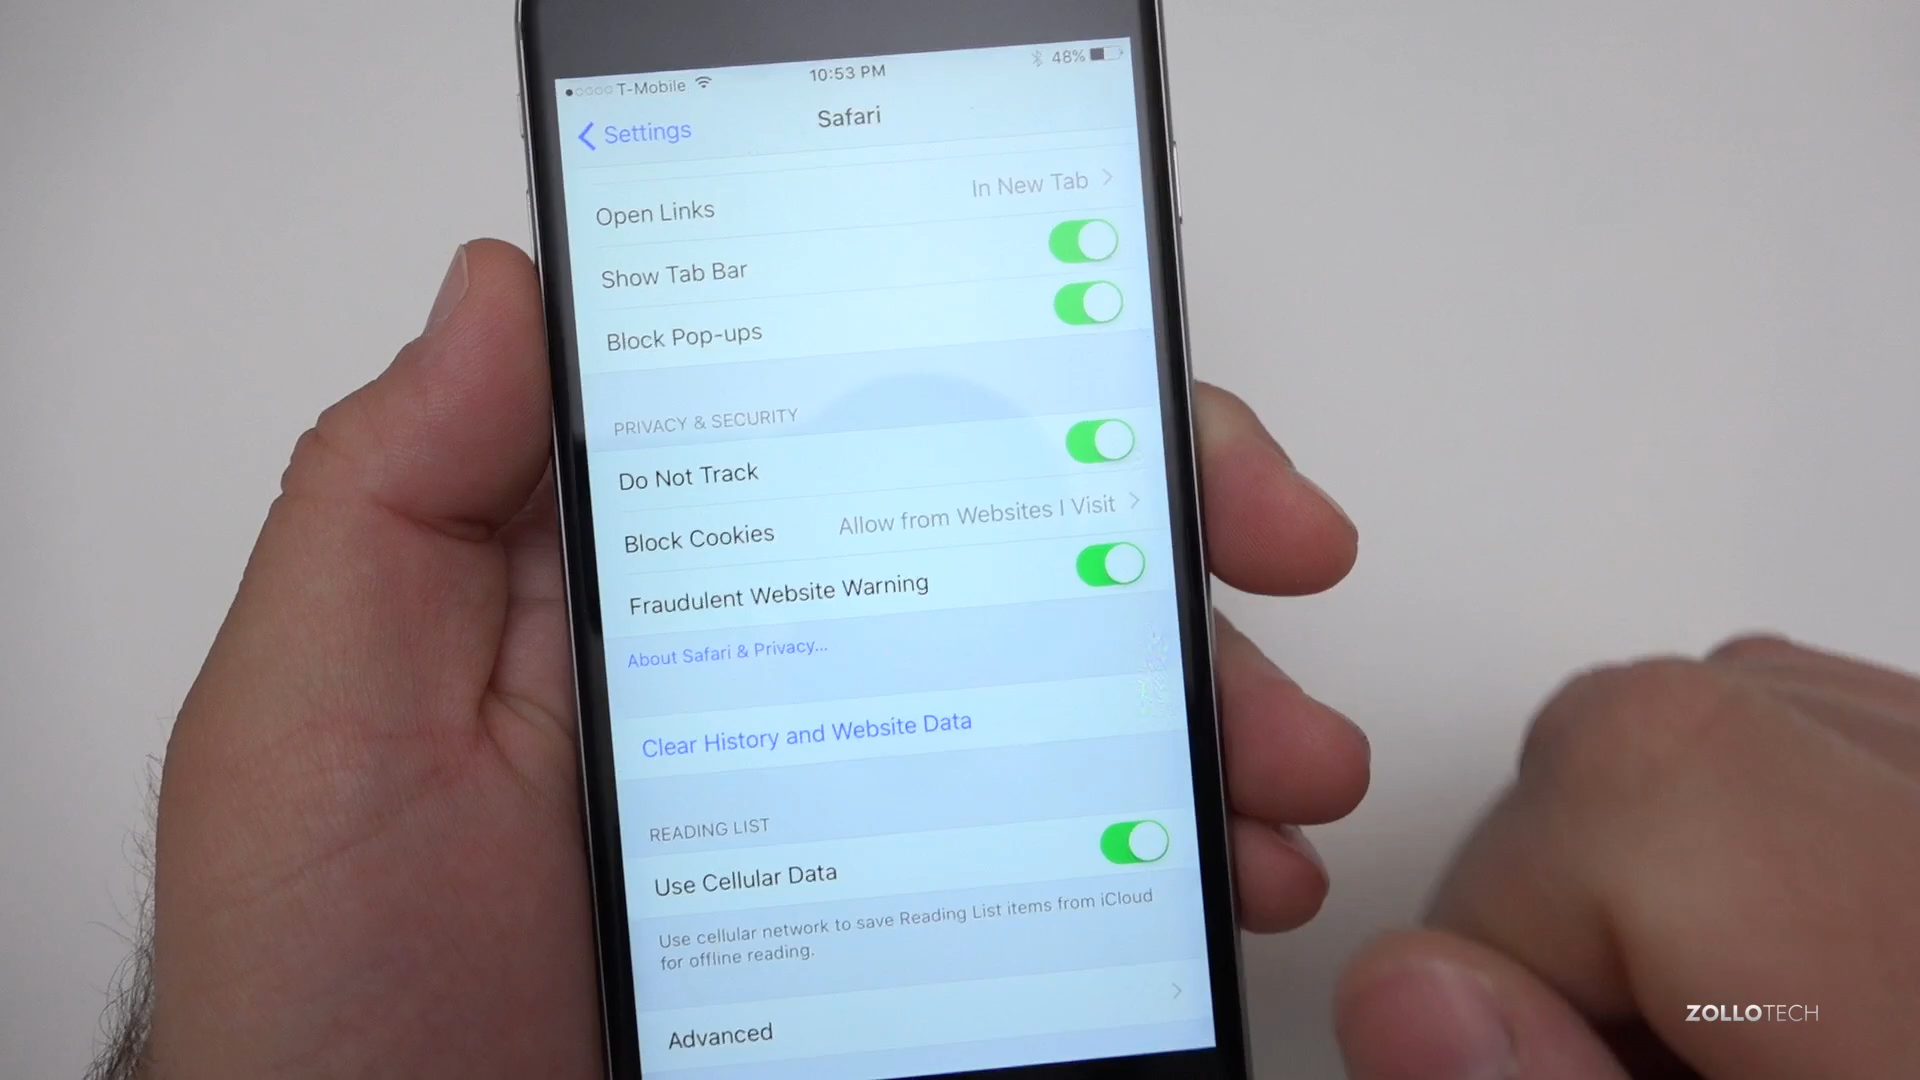 T-Mobile
10:53 PM
48%
Settings
Safari
Open Links
In New Tab
Show Tab Bar
Block Pop-ups
PRIVACY & SECURITY
Do Not Track
Block Cookies
Allow from Websites I Visit
Fraudulent Website Warning
About Safari & Privacy...
Clear History and Website Data
READING LIST
Use Cellular Data
Use cellular network to save Reading List items from iCloud
for offline reading.
Advanced
ZOLLOTECH